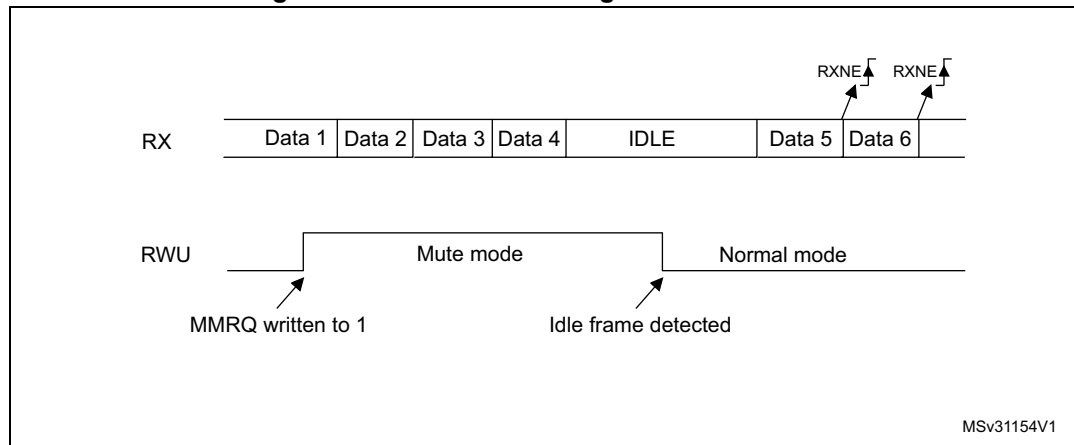 RXNE RXNE
RX Data 1 Data 2 Data 3 Data 4 IDLE Data 5 Data 6
RWU Mute mode Normal mode
MMRQ written to 1 Idle frame detected
MSv31154V1